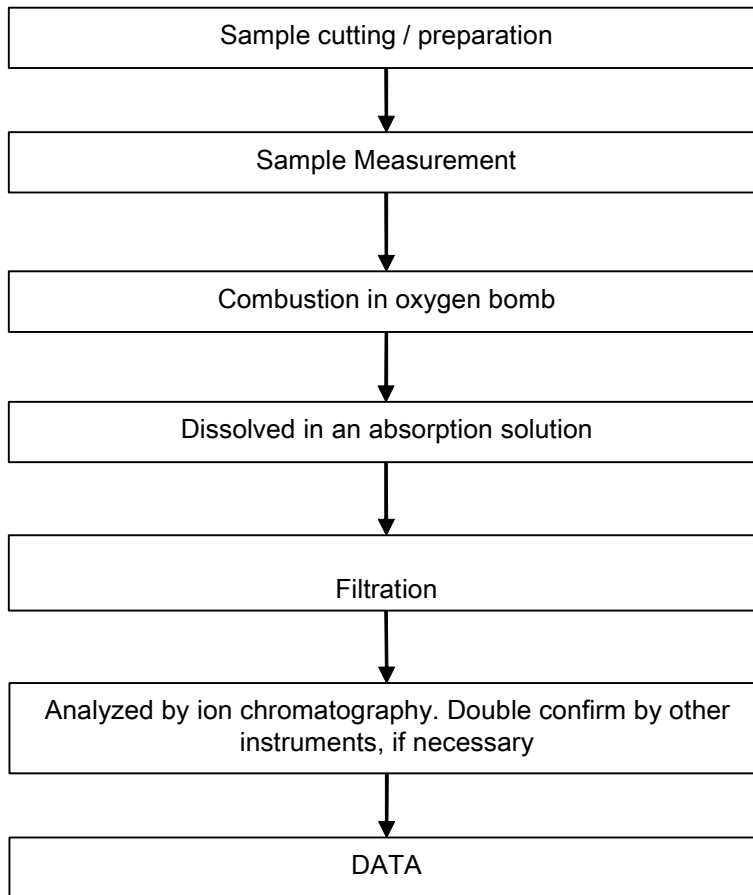 Sample cutting / preparation
Sample Measurement
Combustion in oxygen bomb
Dissolved in an absorption solution
Filtration
Analyzed by ion chromatography. Double confirm by other
instruments, if necessary
DATA